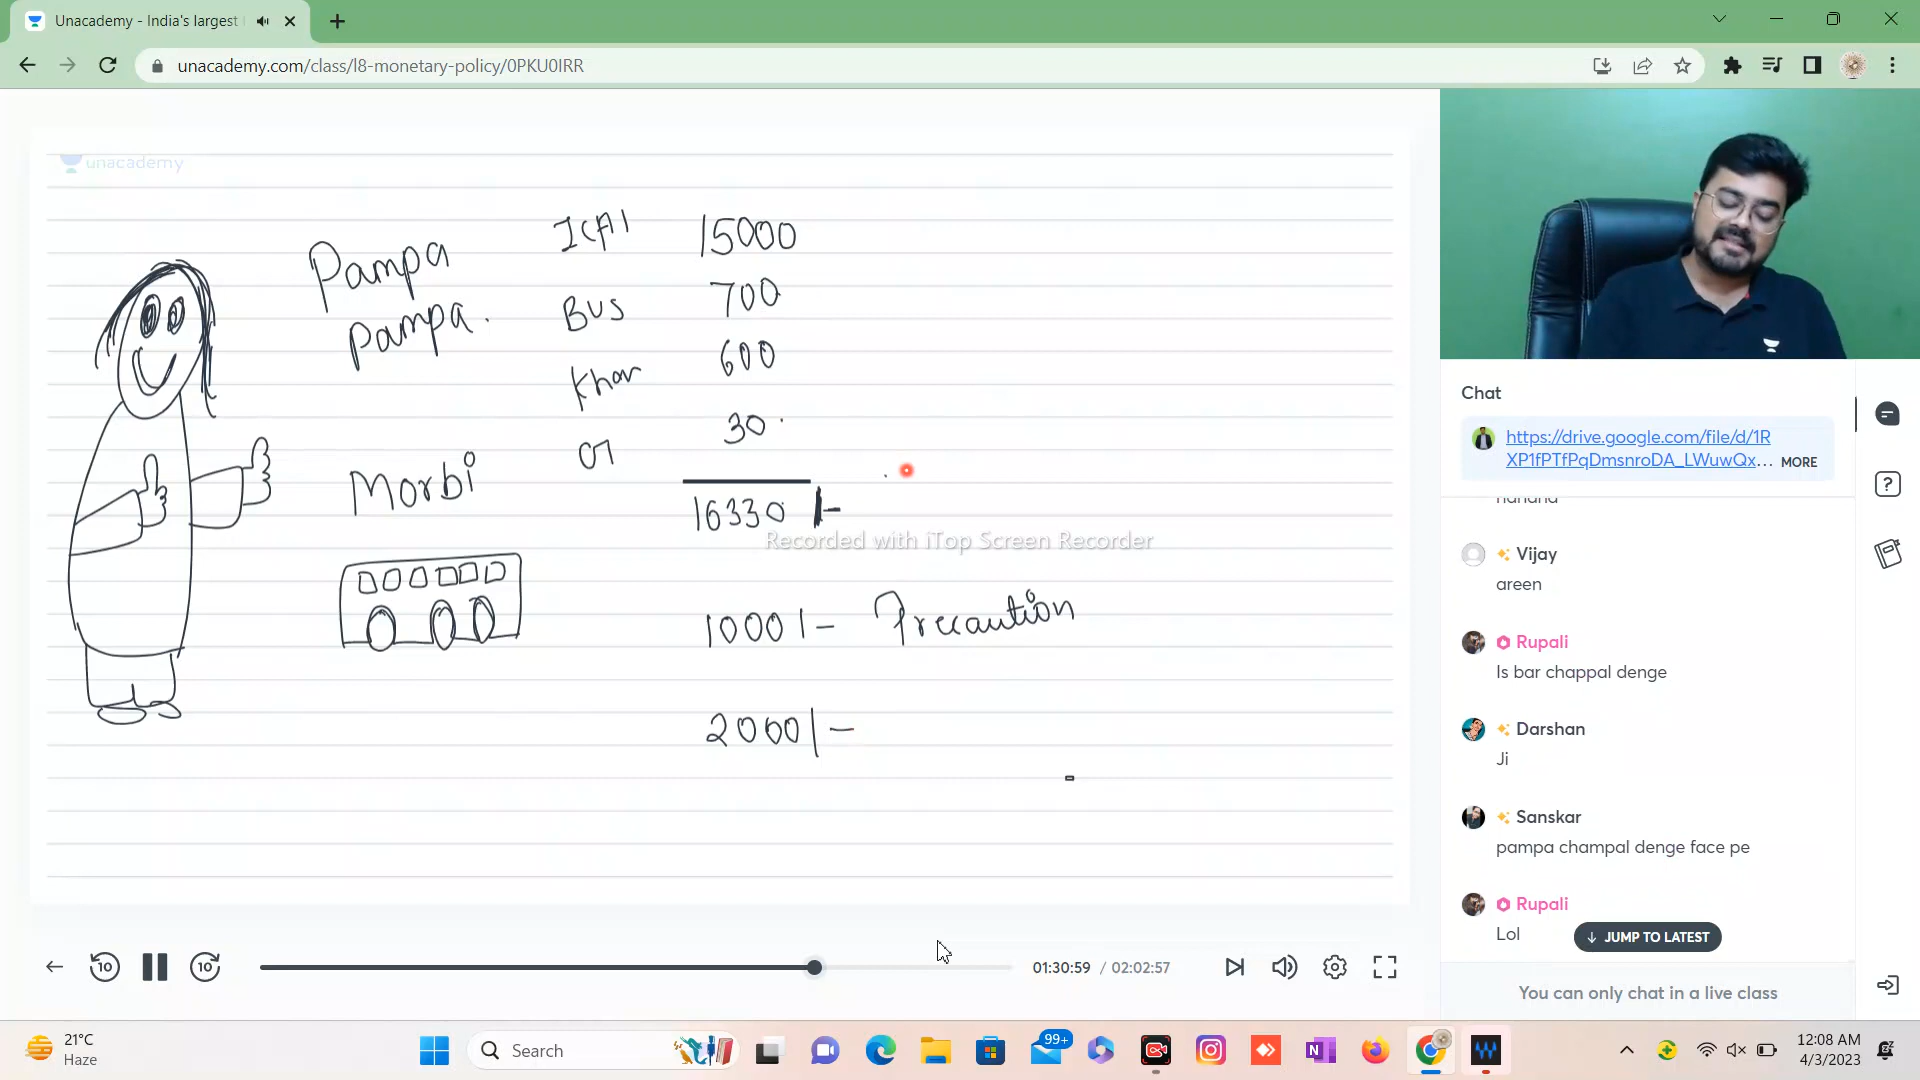 Unacademy - India's largest
unacademy.com/class/l8-monetary-policy/0PKU0IRR
unacademy
Pampa
Pampa.
Morbi
ICAI 15000
Bus 700
Khan 600
30
16330/-
1000/- Precaution
2000/-
Recorded with iTop Screen Recorder
01:30:59 / 02:02:57
10
10
Chat
https://drive.google.com/file/d/1R
XP1fPTfPqDmsnroDA_LWuwQx... MORE
Vijay
areen
Rupali
Is bar chappal denge
Darshan
Ji
Sanskar
pampa champal denge face pe
Rupali
Lol
JUMP TO LATEST
You can only chat in a live class
21°C
Haze
Search
99+
12:08 AM
4/3/2023